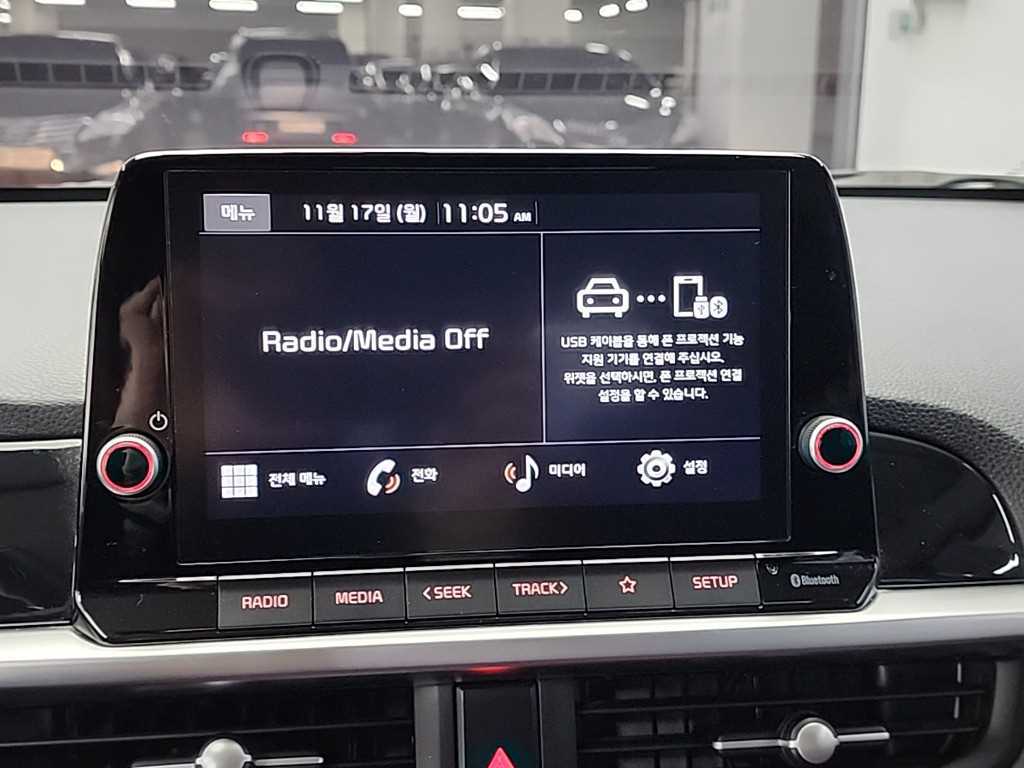 메뉴 11월 17일 (월) 11:05 AM
Radio/Media Off
USB 케이블을 통해 폰 프로젝션 기능
지원 기기를 연결해 주십시오.
위젯을 선택하시면, 폰 프로젝션 연결
설정을 할 수 있습니다.
전체 메뉴 전화 미디어 설정
RADIO MEDIA <SEEK TRACK> SETUP Bluetooth